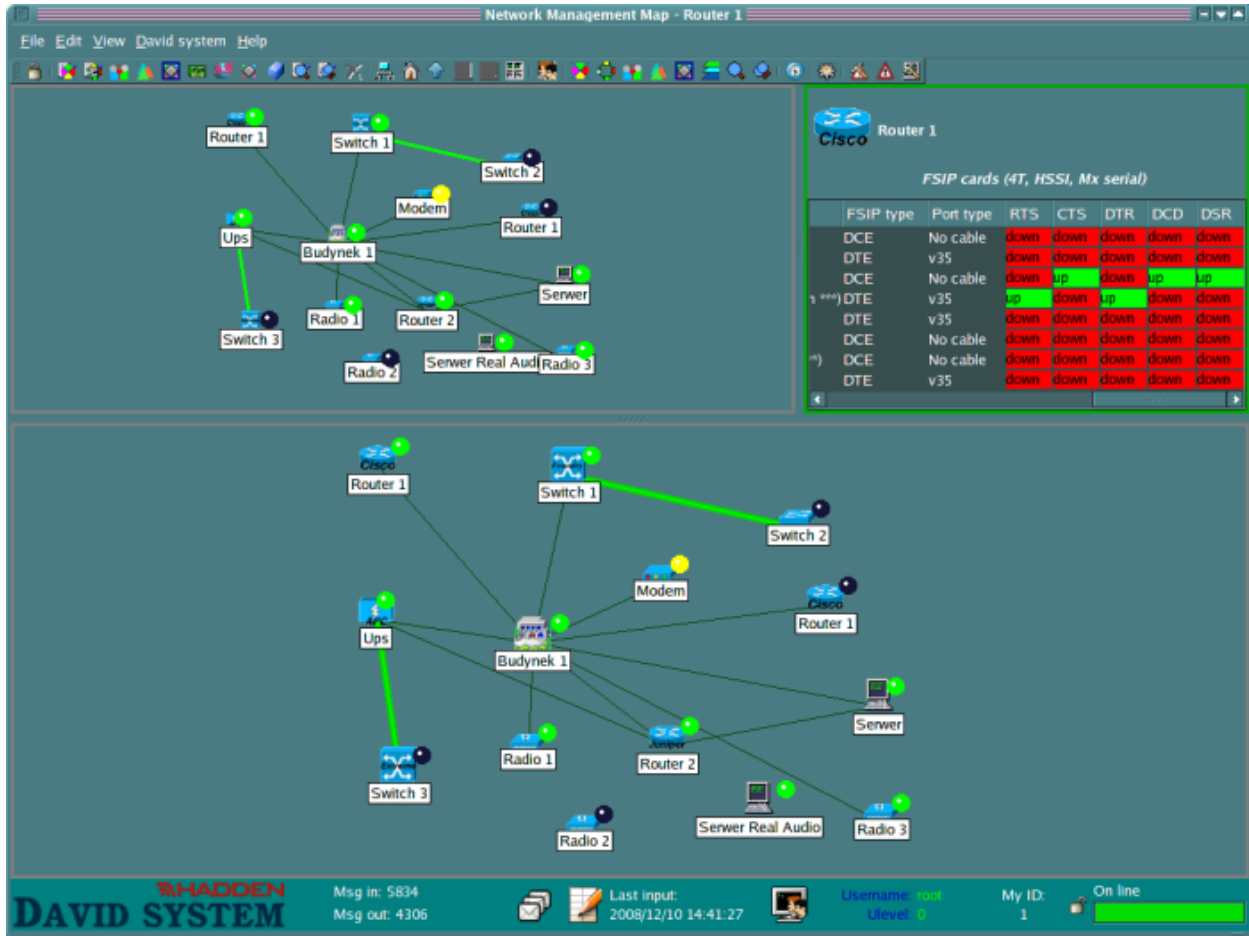 Network Management Map - Router 1
File Edit View David system Help
Router 1
Switch 1
Switch 2
Modem
Router 1
Ups
Budynek 1
Serwer
Radio 1
Router 2
Switch 3
Serwer Real Audi
Radio 3
Radio 2
Cisco
Router 1
FSIP cards (4T, HSSI, Mx serial)
FSIP type Port type RTS CTS DTR DCD DSR
DCE No cable down down down down down
DTE v35 down down down down down
DCE No cable down up down up up
***) DTE v35 up down up down down
DTE v35 down down down down down
DCE No cable down down down down down
DCE No cable down down down down down
DTE v35 down down down down down
Cisco
Router 1
Switch 1
Switch 2
Modem
Cisco
Router 1
APC
Ups
Budynek 1
Serwer
Radio 1
Juniper
Router 2
Extreme
Switch 3
Serwer Real Audio
Radio 3
Radio 2
HADDEN
DAVID SYSTEM
Msg in: 5834
Msg out: 4306
Last input:
2008/12/10 14:41:27
Username: root
Ulevel: 0
My ID:
1
On line